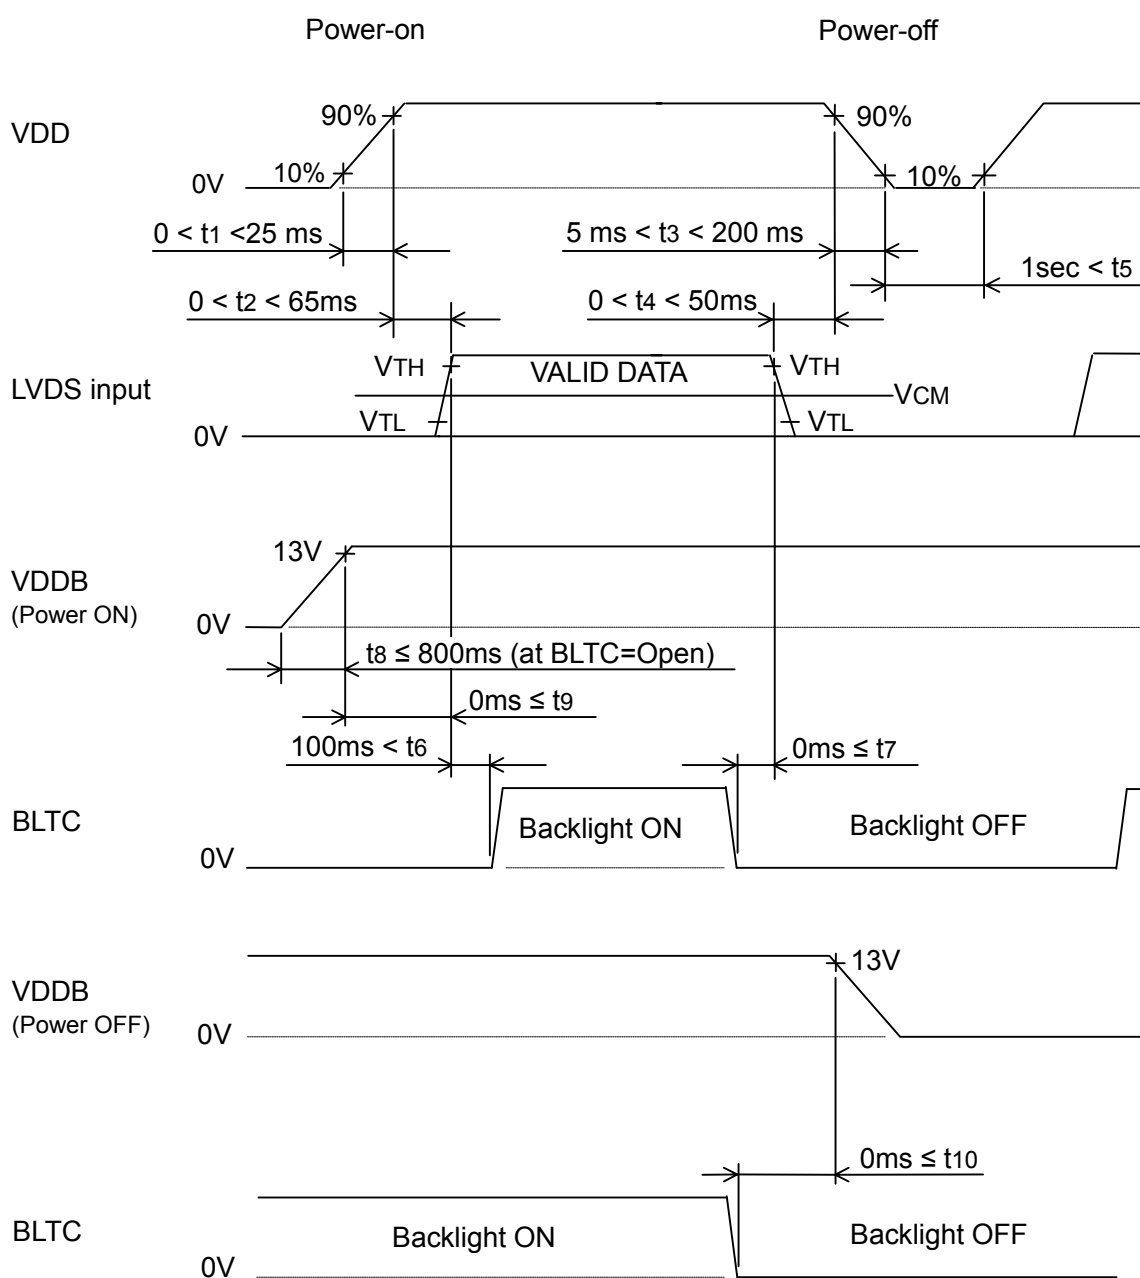 Power-on
Power-off
VDD
90%
90%
10%
10%
0V
0 < t1 <25 ms
5 ms < t3 < 200 ms
1sec < t5
0 < t2 < 65ms
0 < t4 < 50ms
LVDS input
VTH
VALID DATA
VTH
VCM
VTL
VTL
0V
VDDB
(Power ON)
13V
0V
t8 ≤ 800ms (at BLTC=Open)
0ms ≤ t9
100ms < t6
0ms ≤ t7
BLTC
Backlight ON
Backlight OFF
0V
VDDB
(Power OFF)
13V
0V
0ms ≤ t10
BLTC
Backlight ON
Backlight OFF
0V